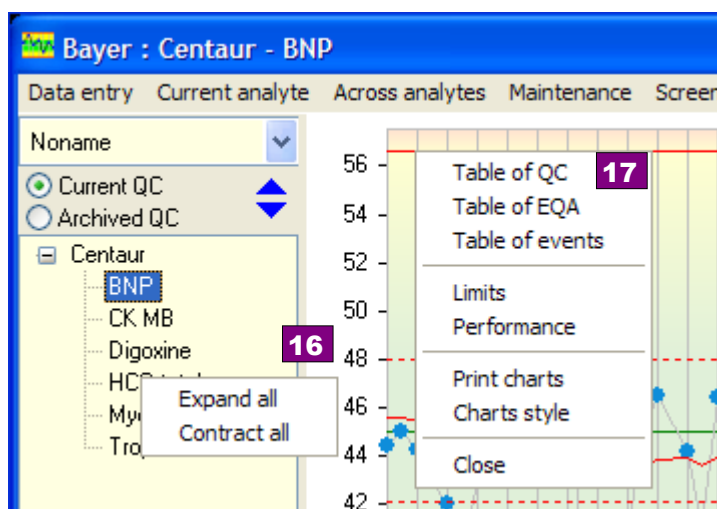 Bayer : Centaur - BNP
Data entry Current analyte Across analytes Maintenance Screen
Noname
Current QC
Archived QC
Centaur
BNP
CK MB
Digoxine
16
Expand all
Contract all
56
54
52
50
48
46
44
42
Table of QC
17
Table of EQA
Table of events
Limits
Performance
Print charts
Charts style
Close